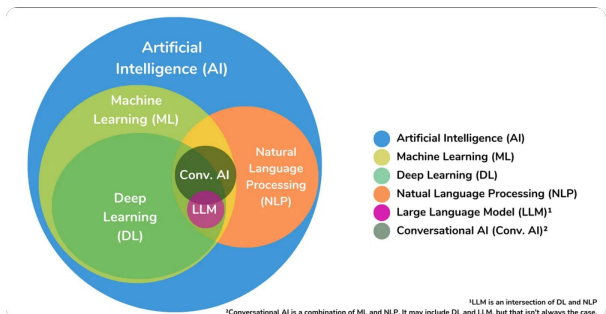 Artificial
Intelligence (AI)
Machine
Learning (ML)
Natural
Language
Processing
(NLP)
Conv. AI
LLM
Deep
Learning
(DL)
Artificial Intelligence (AI)
Machine Learning (ML)
Deep Learning (DL)
Natual Language Processing (NLP)
Large Language Model (LLM)¹
Conversational AI (Conv. AI)²
¹LLM is an intersection of DL and NLP
²Conversational AI is a combination of ML and NLP. It may include DL and LLM, but that isn't always the case.